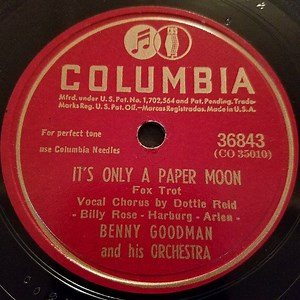 COLUMBIA
Mfrd. under U.S. Pat. No. 1,702,564 and Pat. Pending. Trade-
Marks Reg. U.S. Pat. Off.-Marcas Registradas. Made in U.S.A.
For perfect tone
use Columbia Needles
36843
(CO 35010)
IT'S ONLY A PAPER MOON
Fox Trot
Vocal Chorus by Dottie Reid
- Billy Rose - Harburg - Arlen -
BENNY GOODMAN
and his ORCHESTRA